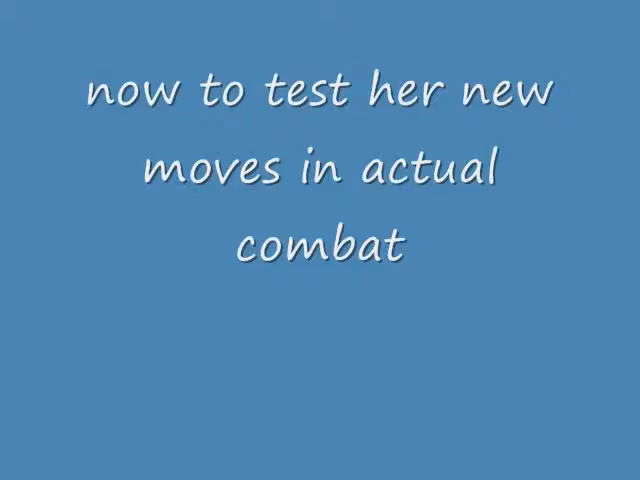 now to test her new
moves in actual
combat